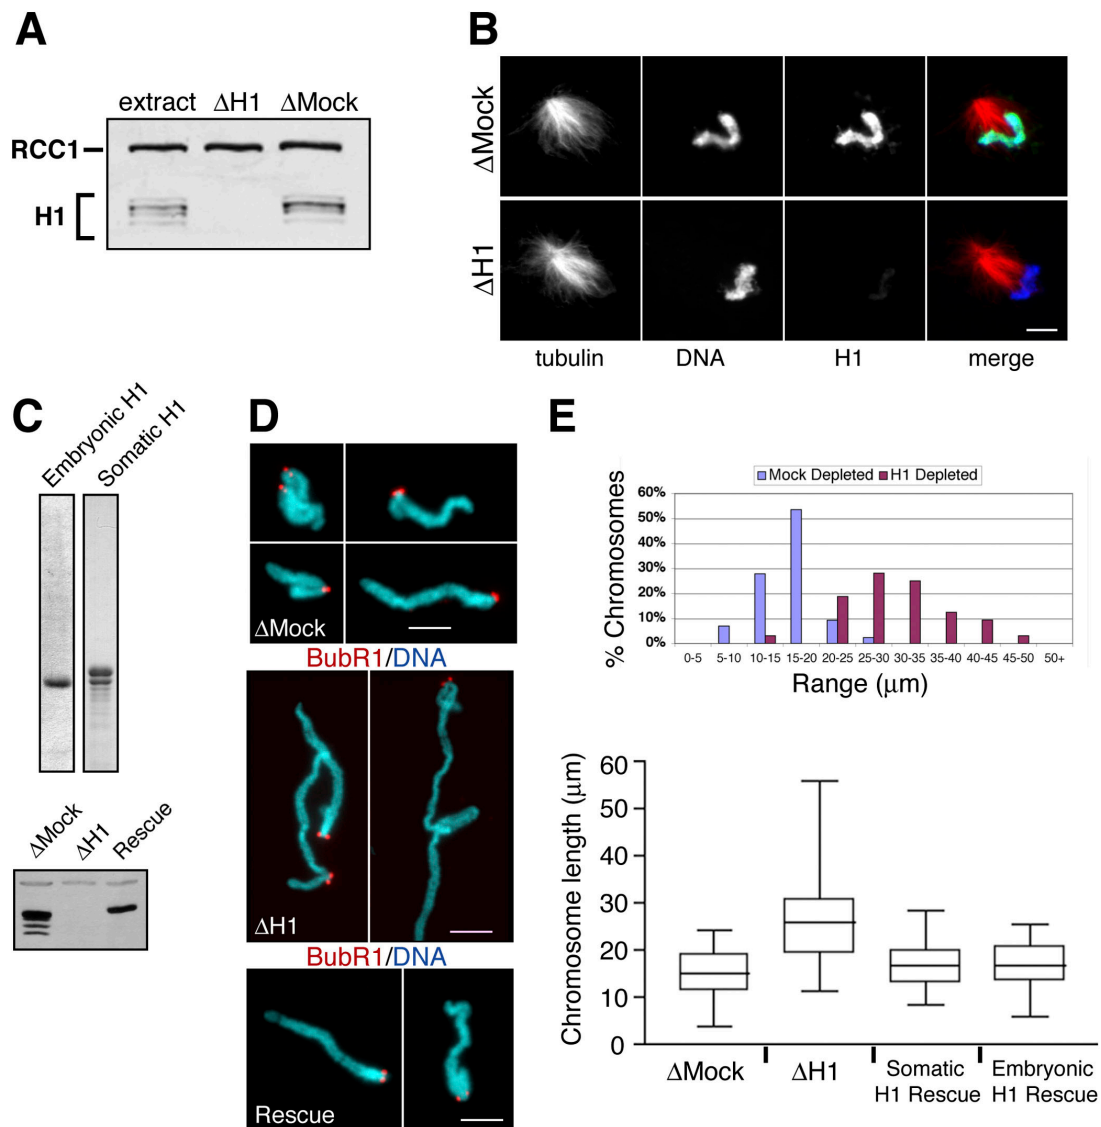 A
extract ΔH1 ΔMock
RCC1
H1
B
ΔMock
ΔH1
tubulin DNA H1 merge
C
Embryonic H1
Somatic H1
ΔMock
ΔH1
Rescue
D
ΔMock
BubR1/DNA
ΔH1
BubR1/DNA
Rescue
E
Mock Depleted H1 Depleted
% Chromosomes
60%
50%
40%
30%
20%
10%
0%
0-5 5-10 10-15 15-20 20-25 25-30 30-35 35-40 40-45 45-50 50+
Range (μm)
Chromosome length (μm)
60
50
40
30
20
10
0
ΔMock ΔH1 Somatic H1 Rescue Embryonic H1 Rescue